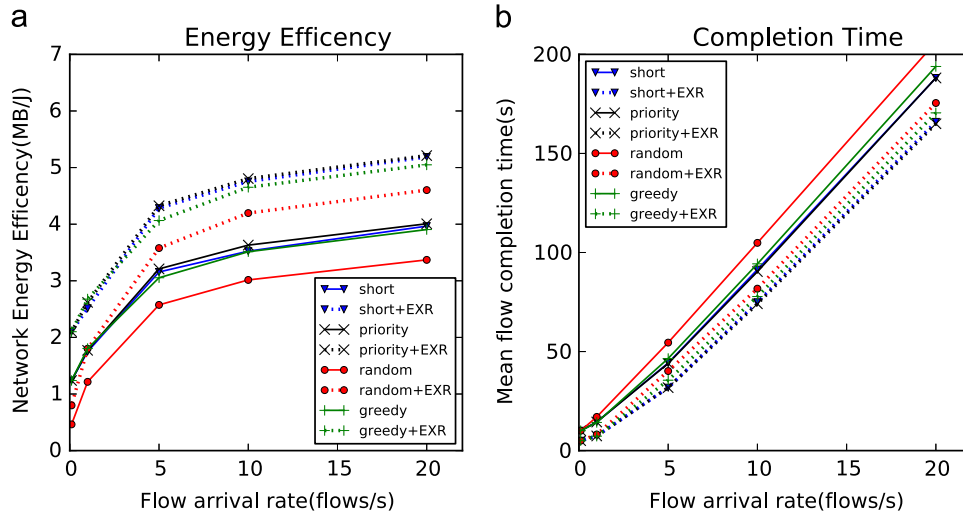 a
Energy Efficency
Network Energy Efficency(MB/J)
7
6
5
4
3
2
1
0
short
short+EXR
priority
priority+EXR
random
random+EXR
greedy
greedy+EXR
0
5
10
15
20
Flow arrival rate(flows/s)
b
Completion Time
Mean flow completion time(s)
200
150
100
50
0
short
short+EXR
priority
priority+EXR
random
random+EXR
greedy
greedy+EXR
0
5
10
15
20
Flow arrival rate(flows/s)